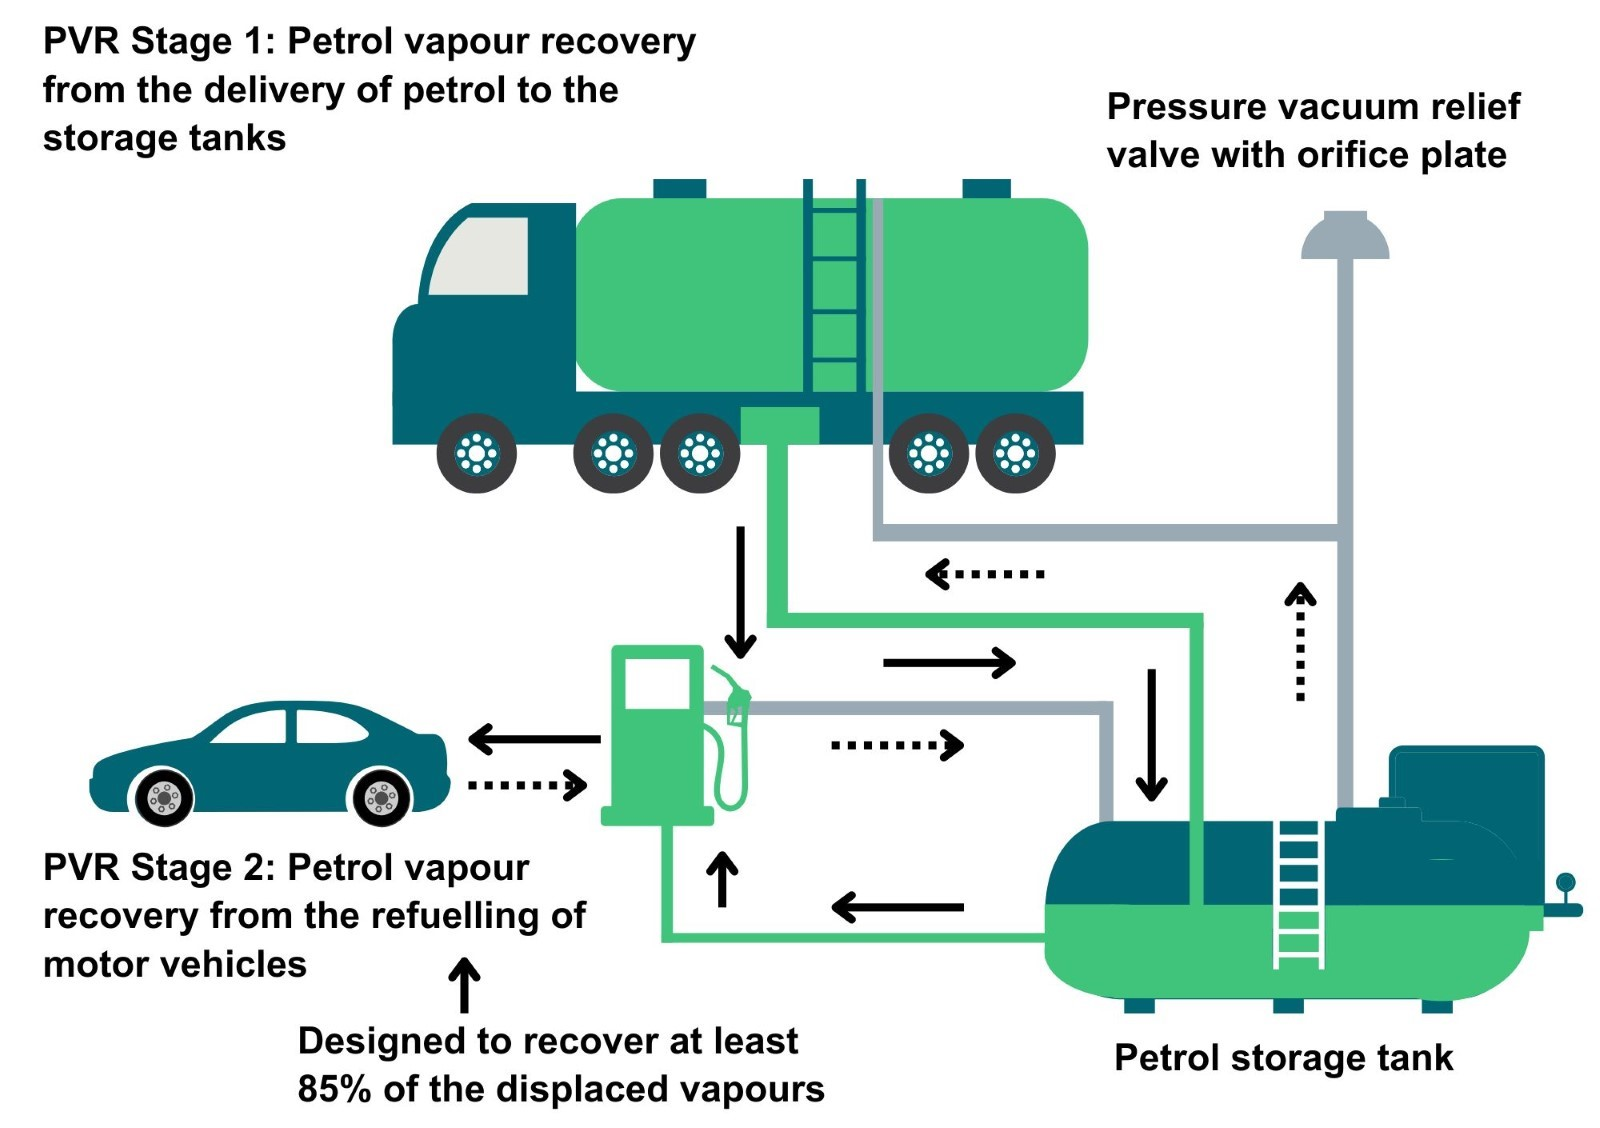 PVR Stage 1: Petrol vapour recovery
from the delivery of petrol to the
storage tanks
Pressure vacuum relief
valve with orifice plate
PVR Stage 2: Petrol vapour
recovery from the refuelling of
motor vehicles
Designed to recover at least
85% of the displaced vapours
Petrol storage tank